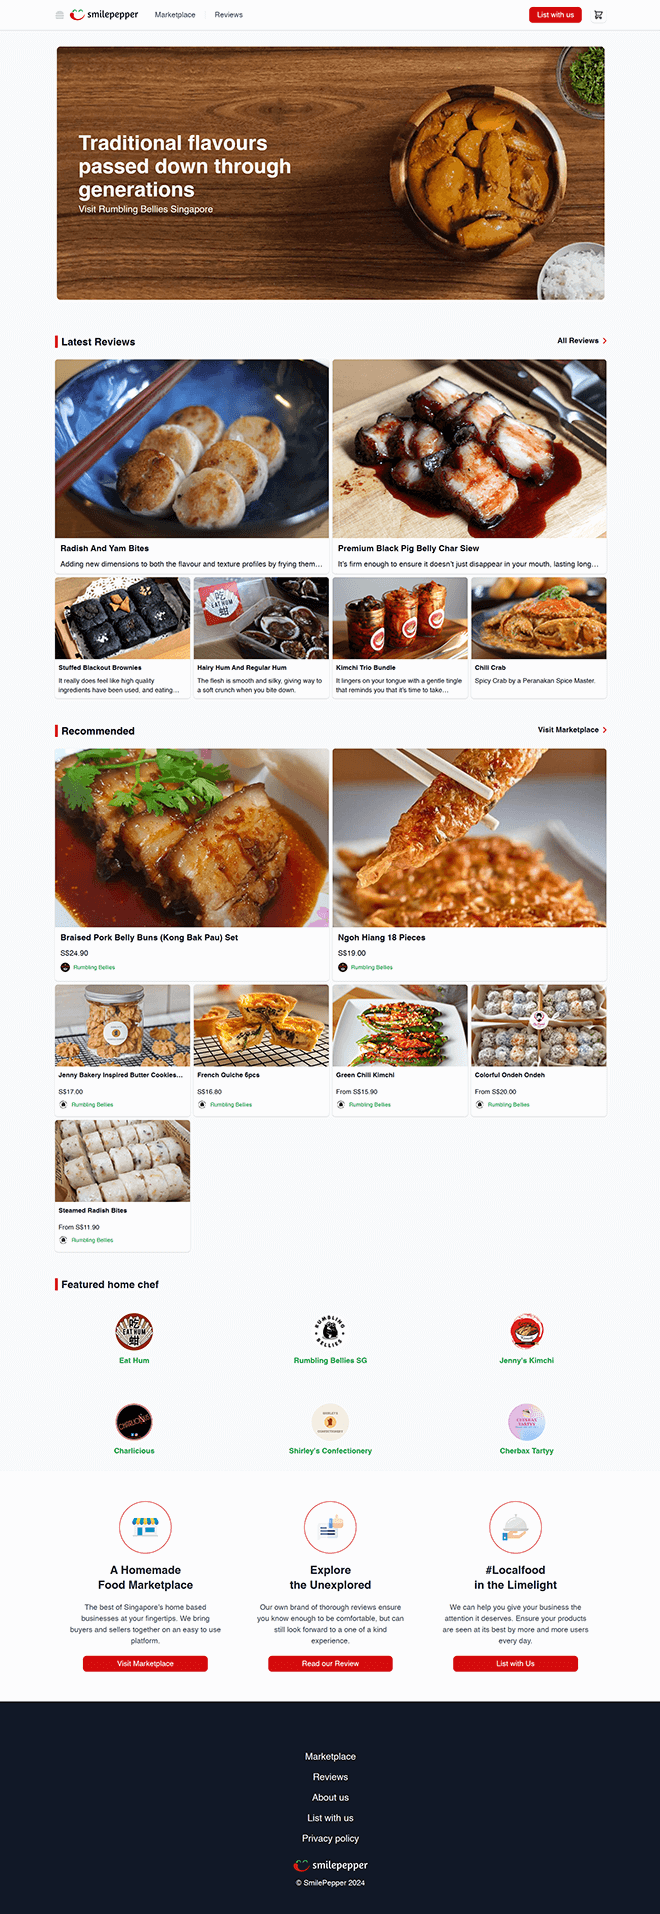 smilepepper
Marketplace
Reviews
List with us
Traditional flavours
passed down through
generations
Visit Rumbling Bellies Singapore
Latest Reviews
All Reviews
Radish And Yam Bites
Adding new dimensions to both the flavour and texture profiles by frying them…
Premium Black Pig Belly Char Siew
It's firm enough to ensure it doesn't just disappear in your mouth, lasting long…
吃
EAT HUM
蚶
Stuffed Blackout Brownies
It really does feel like high quality
ingredients have been used, and eating…
Hairy Hum And Regular Hum
The flesh is smooth and silky, giving way to
a soft crunch when you bite down.
Kimchi Trio Bundle
It lingers on your tongue with a gentle tingle
that reminds you that it's time to take…
Chili Crab
Spicy Crab by a Peranakan Spice Master.
Recommended
Visit Marketplace
Braised Pork Belly Buns (Kong Bak Pau) Set
S$24.90
Rumbling Bellies
Ngoh Hiang 18 Pieces
S$19.00
Rumbling Bellies
Jenny Bakery Inspired Butter Cookies…
S$17.00
Rumbling Bellies
French Quiche 5pcs
S$16.80
Rumbling Bellies
Green Chili Kimchi
From S$15.90
Rumbling Bellies
Colorful Ondeh Ondeh
From S$20.00
Rumbling Bellies
Steamed Radish Bites
From S$11.90
Rumbling Bellies
Featured home chef
吃
EAT HUM
蚶
Eat Hum
RUMBLING
BELLIES
Rumbling Bellies SG
Jenny's Kimchi
Charlicious
Shirley's Confectionery
CHERBAX
TARTYY
Cherbax Tartyy
A Homemade
Food Marketplace
The best of Singapore's home based
businesses at your fingertips. We bring
buyers and sellers together on an easy to use
platform.
Visit Marketplace
Explore
the Unexplored
Our own brand of thorough reviews ensure
you know enough to be comfortable, but can
still look forward to a one of a kind
experience.
Read our Review
#Localfood
in the Limelight
We can help you give your business the
attention it deserves. Ensure your products
are seen at its best by more and more users
every day.
List with Us
Marketplace
Reviews
About us
List with us
Privacy policy
smilepepper
© SmilePepper 2024